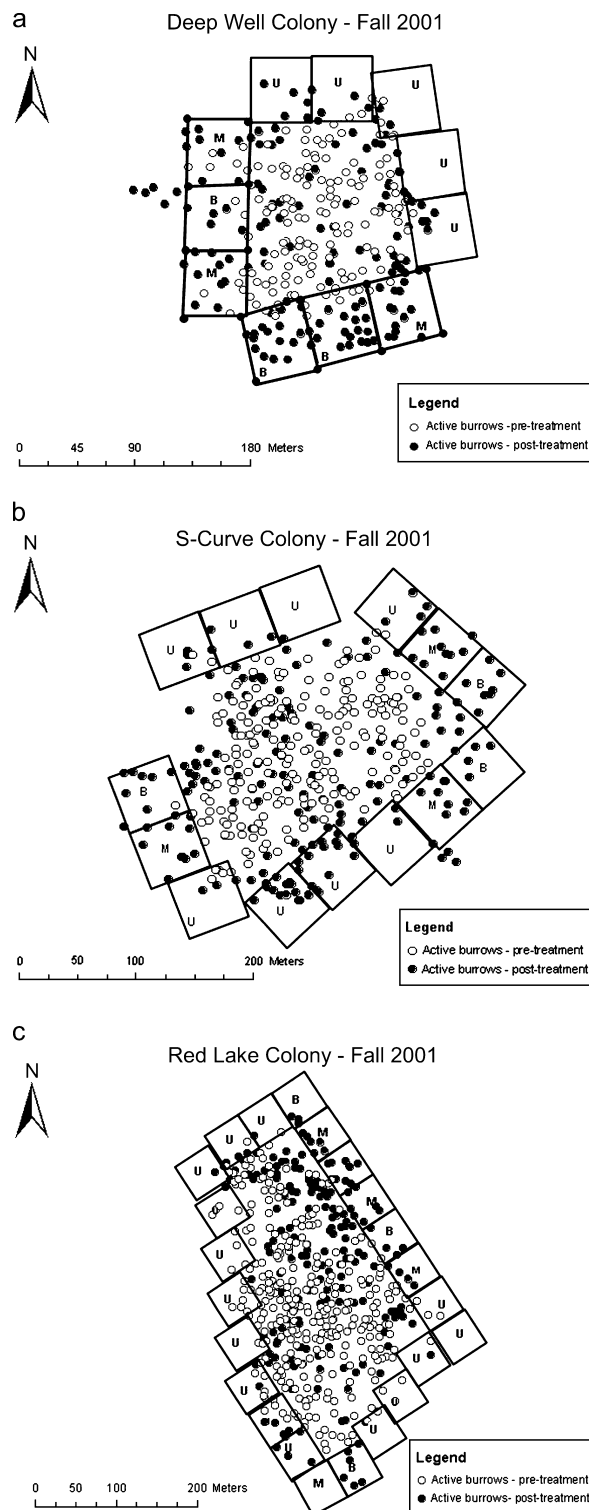 a
Deep Well Colony - Fall 2001
N
U
U
U
M
U
B
U
M
M
B
B
Legend
Active burrows -pre-treatment
Active burrows - post-treatment
0 45 90 180 Meters
b
S-Curve Colony - Fall 2001
N
U
U
U
U
M
B
B
B
M
M
U
U
U
U
Legend
Active burrows - pre-treatment
Active burrows - post-treatment
0 50 100 200
Meters
c
Red Lake Colony - Fall 2001
N
B
U
U
M
U
M
U
B
U
M
U
U
U
U
U
U
U
U
U
B
M
Legend
Active burrows - pre-treatment
Active burrows - post-treatment
0 50 100 200 Meters